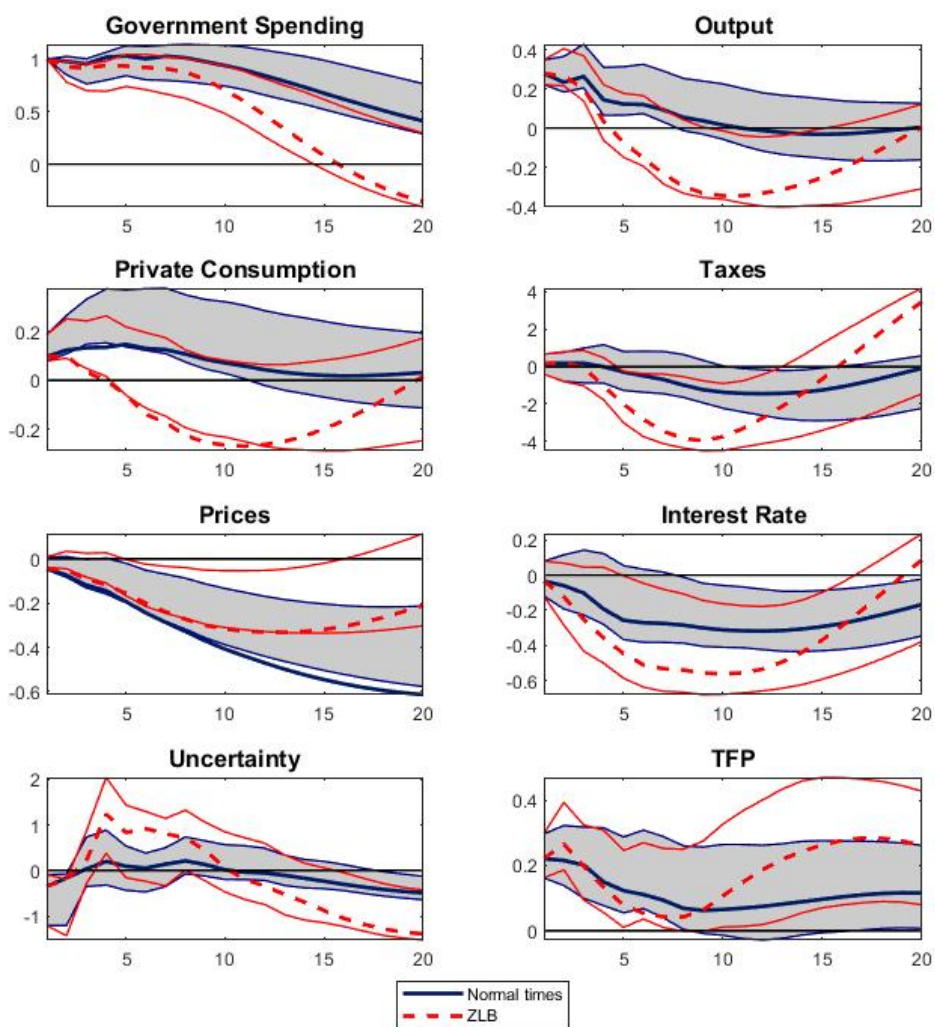 Government Spending
1
0.5
0
5 10 15 20
Output
0.4
0.2
0
-0.2
-0.4
5 10 15 20
Private Consumption
0.2
0
-0.2
5 10 15 20
Taxes
4
2
0
-2
-4
5 10 15 20
Prices
0
-0.2
-0.4
-0.6
5 10 15 20
Interest Rate
0.2
0
-0.2
-0.4
-0.6
5 10 15 20
Uncertainty
2
1
0
-1
5 10 15 20
TFP
0.4
0.2
0
5 10 15 20
Normal times
ZLB